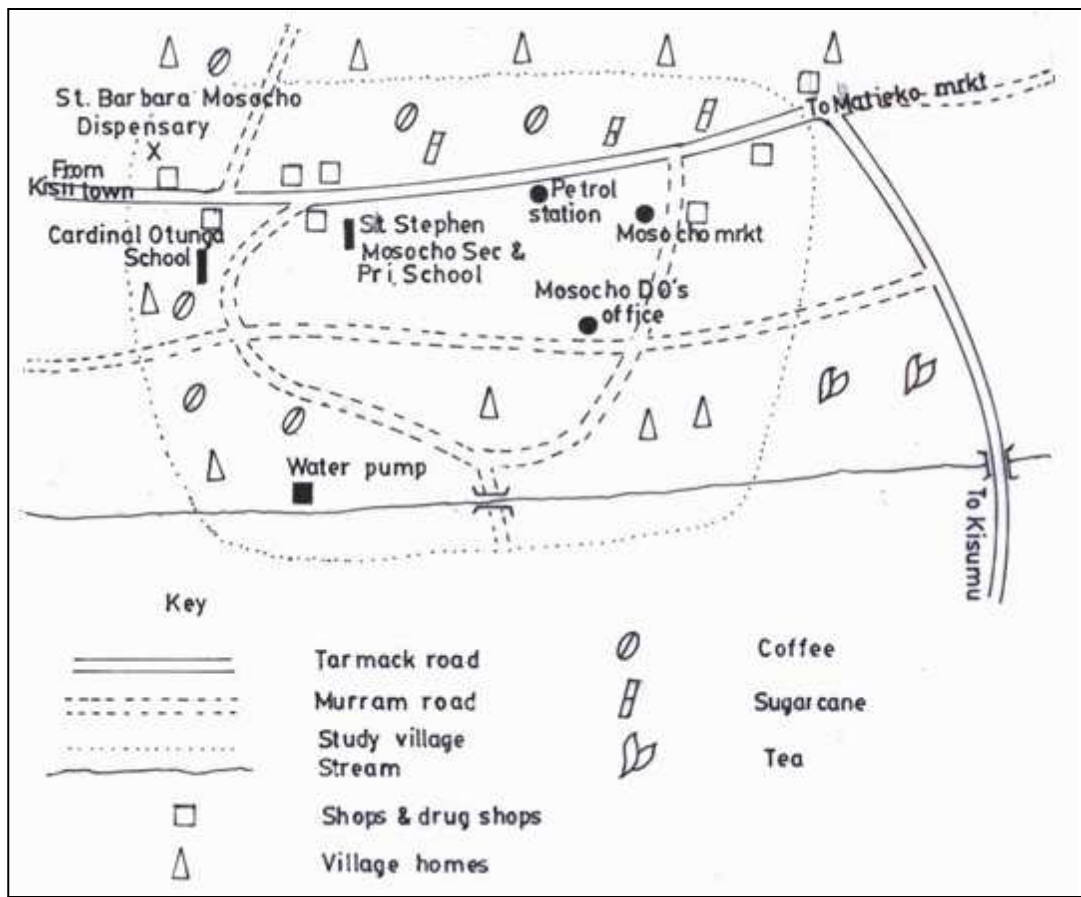 St. Barbara Mosocho
Dispensary
X
To Matieko mrkt
From
Kisii town
Petrol
station
Cardinal Otunga
School
St. Stephen
Mosocho Sec &
Pri. School
Mosocho mrkt
Mosocho D.O's
office
Water pump
To Kisumu
Key
Tarmack road
Murram road
Study village
Stream
Shops & drug shops
Village homes
Coffee
Sugarcane
Tea